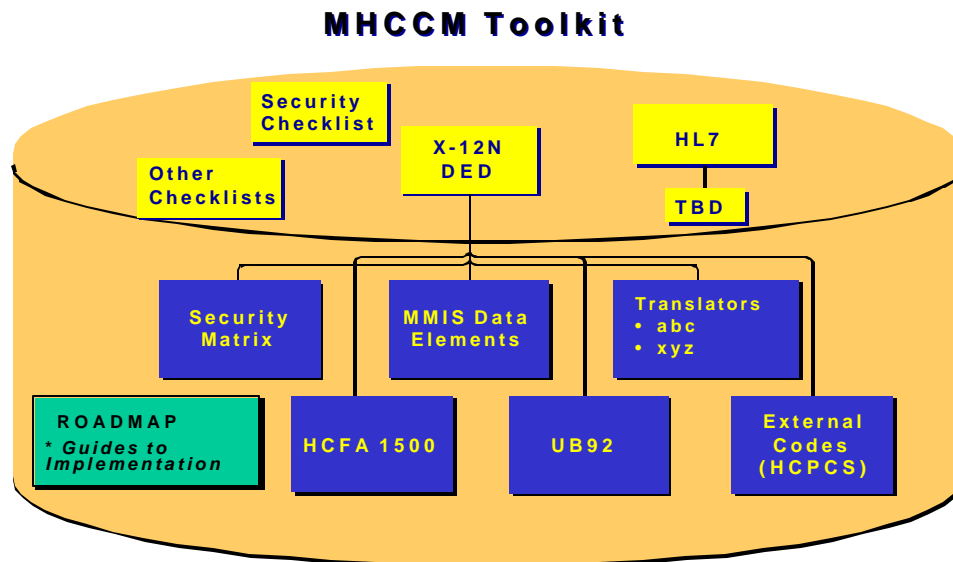 MHCCM Toolkit
Security
Checklist
X-12N
DED
HL7
Other
Checklists
TBD
Security
Matrix
MMIS Data
Elements
Translators
• abc
• xyz
ROADMAP
* Guides to
Implementation
HCFA 1500
UB92
External
Codes
(HCPCS)